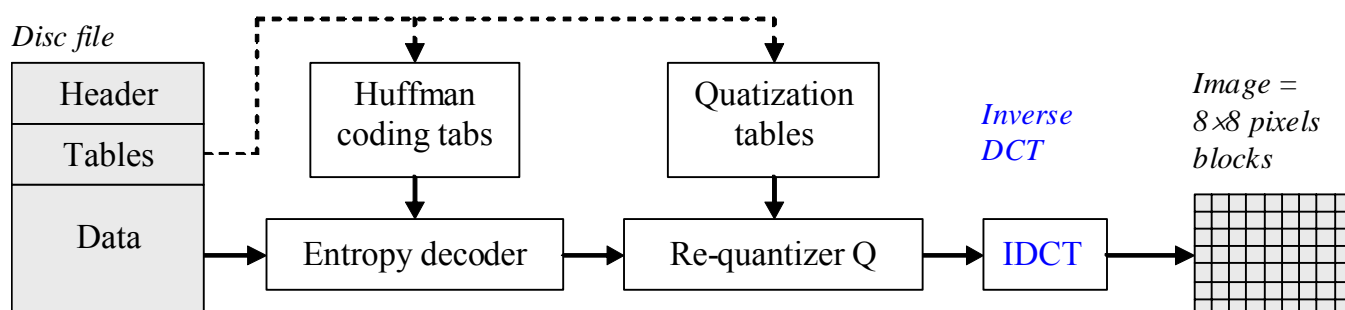 Disc file
Header
Tables
Data
Huffman
coding tabs
Entropy decoder
Quatization
tables
Re-quantizer Q
Inverse
DCT
IDCT
Image =
8×8 pixels
blocks